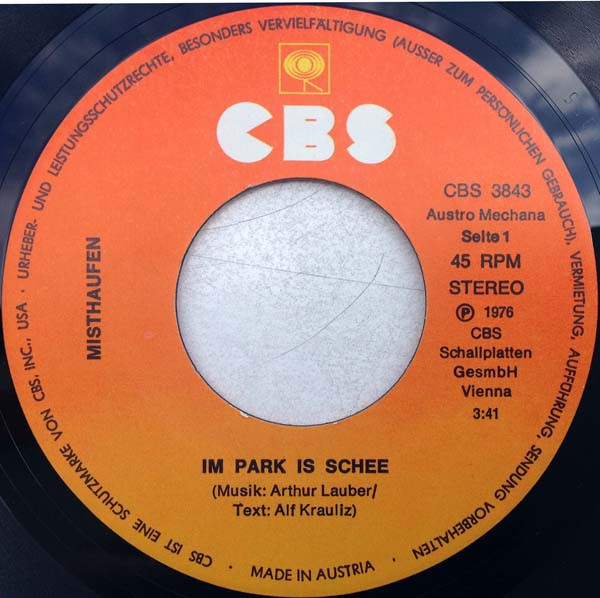 CBS IST EINE SCHUTZMARKE VON CBS, INC., USA • URHEBER- UND LEISTUNGSSCHUTZRECHTE, BESONDERS VERVIELFÄLTIGUNG (AUSSER ZUM PERSÖNLICHEN GEBRAUCH), VERMIETUNG, AUFFÜHRUNG, SENDUNG VORBEHALTEN
CBS
MISTHAUFEN
CBS 3843
Austro Mechana
Seite 1
45 RPM
STEREO
Ⓟ 1976
CBS
Schallplatten
GesmbH
Vienna
3:41
IM PARK IS SCHEE
(Musik: Arthur Lauber/
Text: Alf Krauliz)
• MADE IN AUSTRIA •